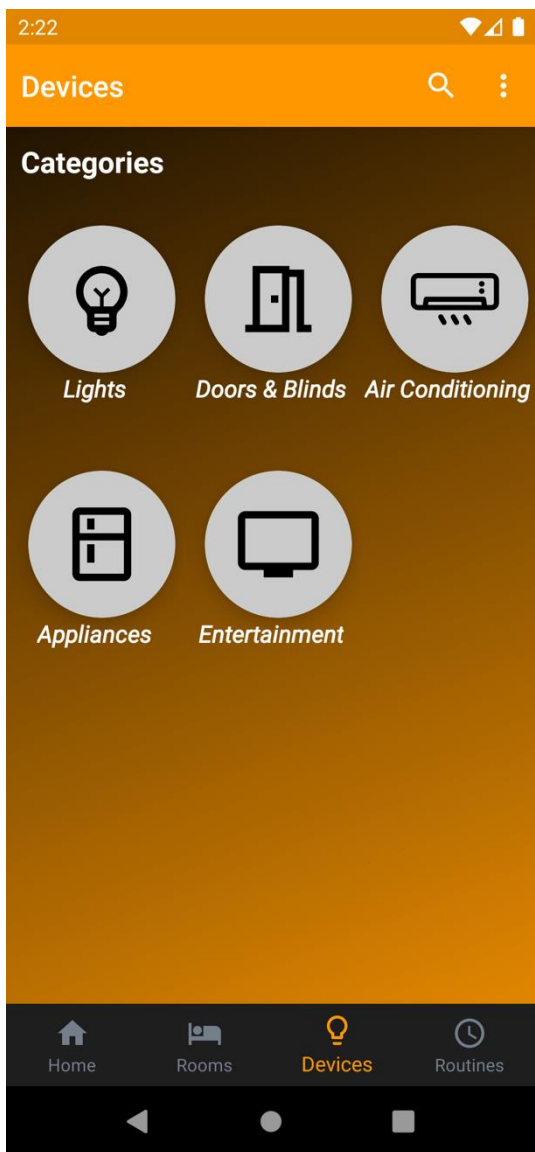 2:22
Devices
Categories
Lights
Doors & Blinds
Air Conditioning
Appliances
Entertainment
Home
Rooms
Devices
Routines